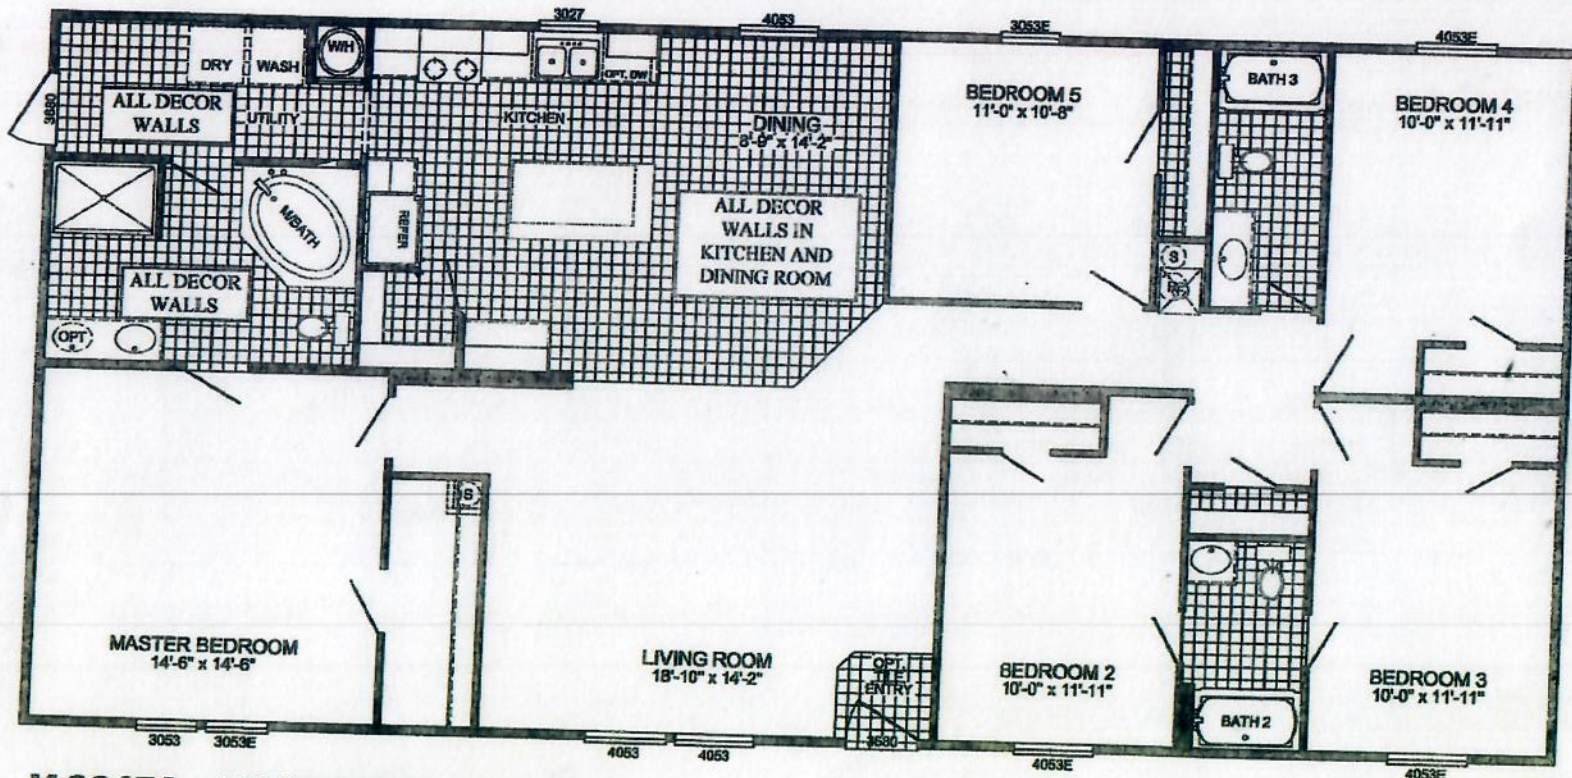 3027
4053
3053E
4053E
W/H
DRY
WASH
OPT. DW
BATH 3
3680
ALL DECOR
WALLS
UTILITY
KITCHEN
DINING
8'-9" x 14'-2"
BEDROOM 5
11'-0" x 10'-8"
BEDROOM 4
10'-0" x 11'-11"
M/BATH
REFER
ALL DECOR
WALLS IN
KITCHEN AND
DINING ROOM
ALL DECOR
WALLS
OPT
S
S
MASTER BEDROOM
14'-6" x 14'-6"
LIVING ROOM
18'-10" x 14'-2"
OPT.
TILE
ENTRY
3680
BEDROOM 2
10'-0" x 11'-11"
BEDROOM 3
10'-0" x 11'-11"
BATH 2
3053
3053E
4053
4053
4053E
4053E